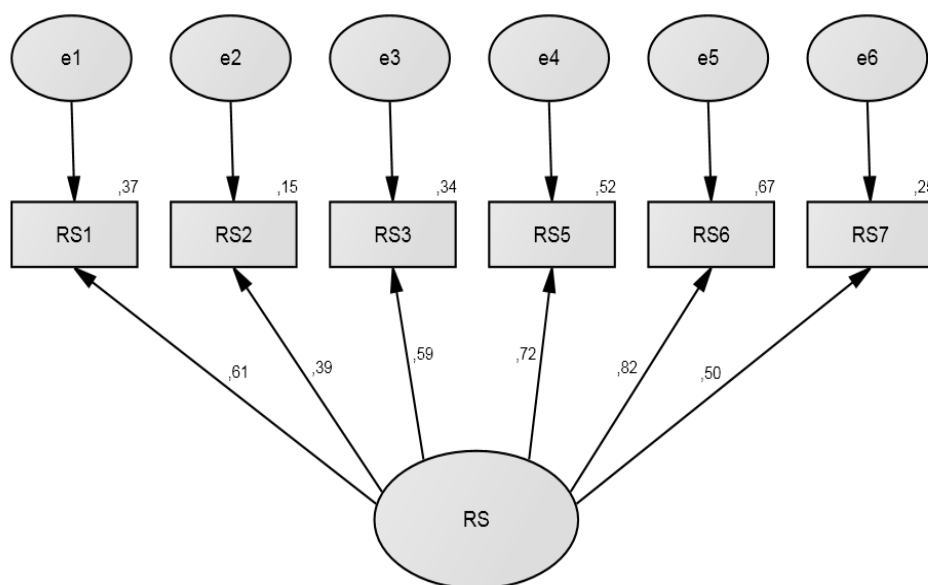 e1 e2 e3 e4 e5 e6
,37 ,15 ,34 ,52 ,67 ,25
RS1 RS2 RS3 RS5 RS6 RS7
,61 ,39 ,59 ,72 ,82 ,50
RS